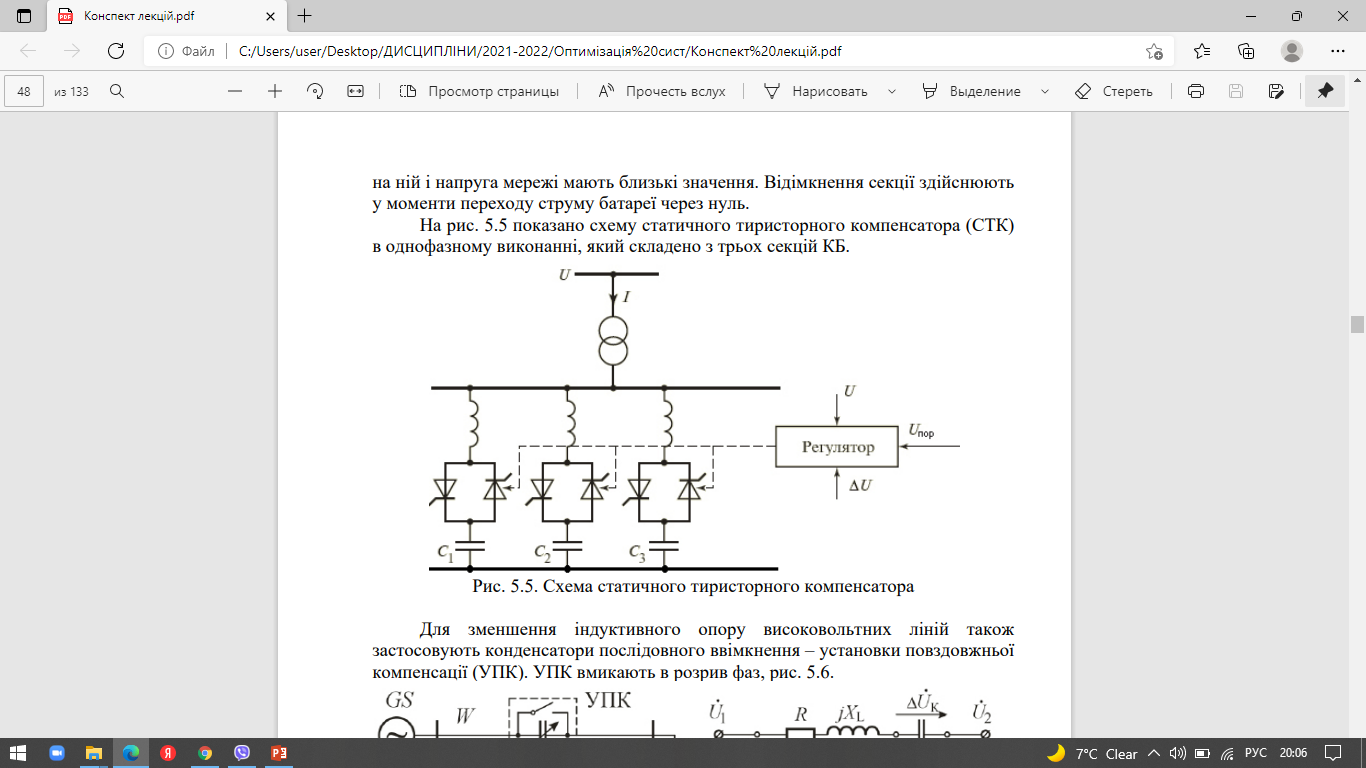 Конспект лекцій.pdf
Файл
C:/Users/user/Desktop/ДИСЦИПЛІНИ/2021-2022/Оптимізація%20сист/Конспект%20лекцій.pdf
48 из 133
Просмотр страницы
Прочесть вслух
Нарисовать
Выделение
Стереть
на ній і напруга мережі мають близькі значення. Відімкнення секції здійснюють
у моменти переходу струму батареї через нуль.
На рис. 5.5 показано схему статичного тиристорного компенсатора (СТК)
в однофазному виконанні, який складено з трьох секцій КБ.
U
I
U
Uпор
Регулятор
ΔU
C1
C2
C3
Рис. 5.5. Схема статичного тиристорного компенсатора
Для зменшення індуктивного опору високовольтних ліній також
застосовують конденсатори послідовного ввімкнення – установки повздовжньої
компенсації (УПК). УПК вмикають в розрив фаз, рис. 5.6.
GS
W
УПК
U̇1
R
jXL
ΔU̇К
U̇2
7°C Clear
РУС
20:06